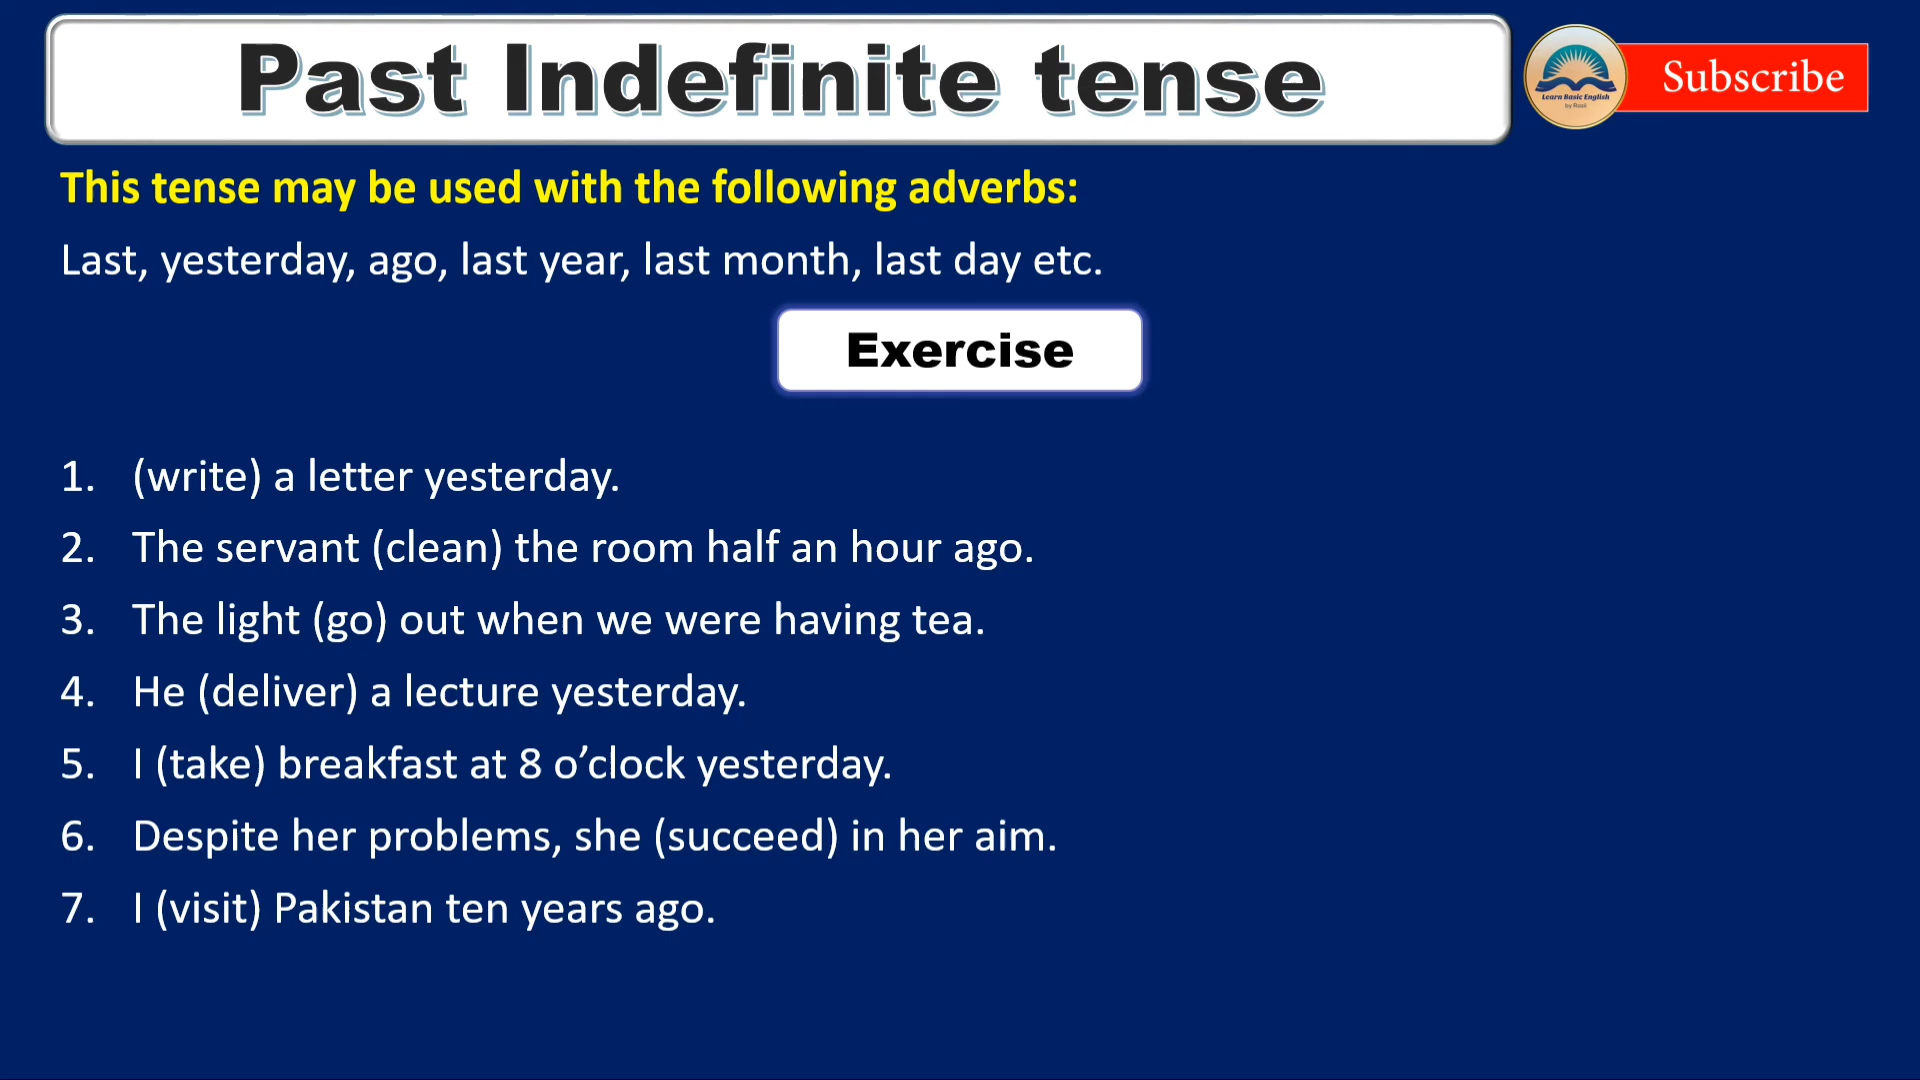 Past Indefinite tense
Learn Basic English
Subscribe
This tense may be used with the following adverbs:
Last, yesterday, ago, last year, last month, last day etc.
Exercise
1. (write) a letter yesterday.
2. The servant (clean) the room half an hour ago.
3. The light (go) out when we were having tea.
4. He (deliver) a lecture yesterday.
5. I (take) breakfast at 8 o’clock yesterday.
6. Despite her problems, she (succeed) in her aim.
7. I (visit) Pakistan ten years ago.